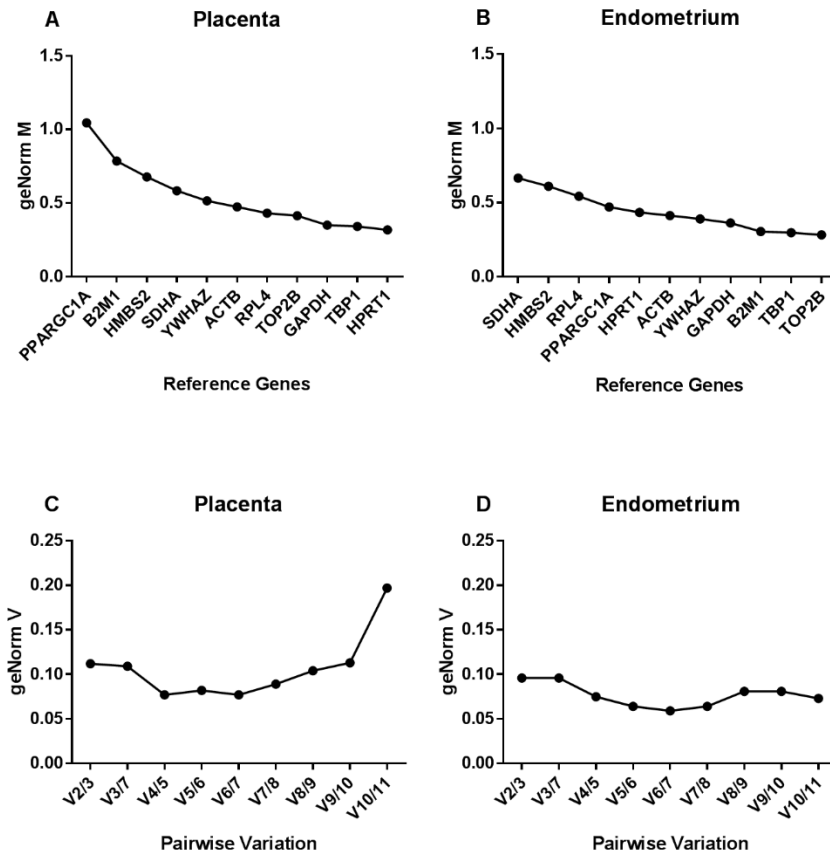 A Placenta
geNorm M
1.5
1.0
0.5
0.0
PPARGC1A
B2M1
HMBS2
SDHA
YWHAZ
ACTB
RPL4
TOP2B
GAPDH
TBP1
HPRT1
Reference Genes
B Endometrium
geNorm M
1.5
1.0
0.5
0.0
SDHA
HMBS2
RPL4
PPARGC1A
HPRT1
ACTB
YWHAZ
GAPDH
B2M1
TBP1
TOP2B
Reference Genes
C Placenta
geNorm V
0.25
0.20
0.15
0.10
0.05
0.00
V2/3
V3/7
V4/5
V5/6
V6/7
V7/8
V8/9
V9/10
V10/11
Pairwise Variation
D Endometrium
geNorm V
0.25
0.20
0.15
0.10
0.05
0.00
V2/3
V3/7
V4/5
V5/6
V6/7
V7/8
V8/9
V9/10
V10/11
Pairwise Variation